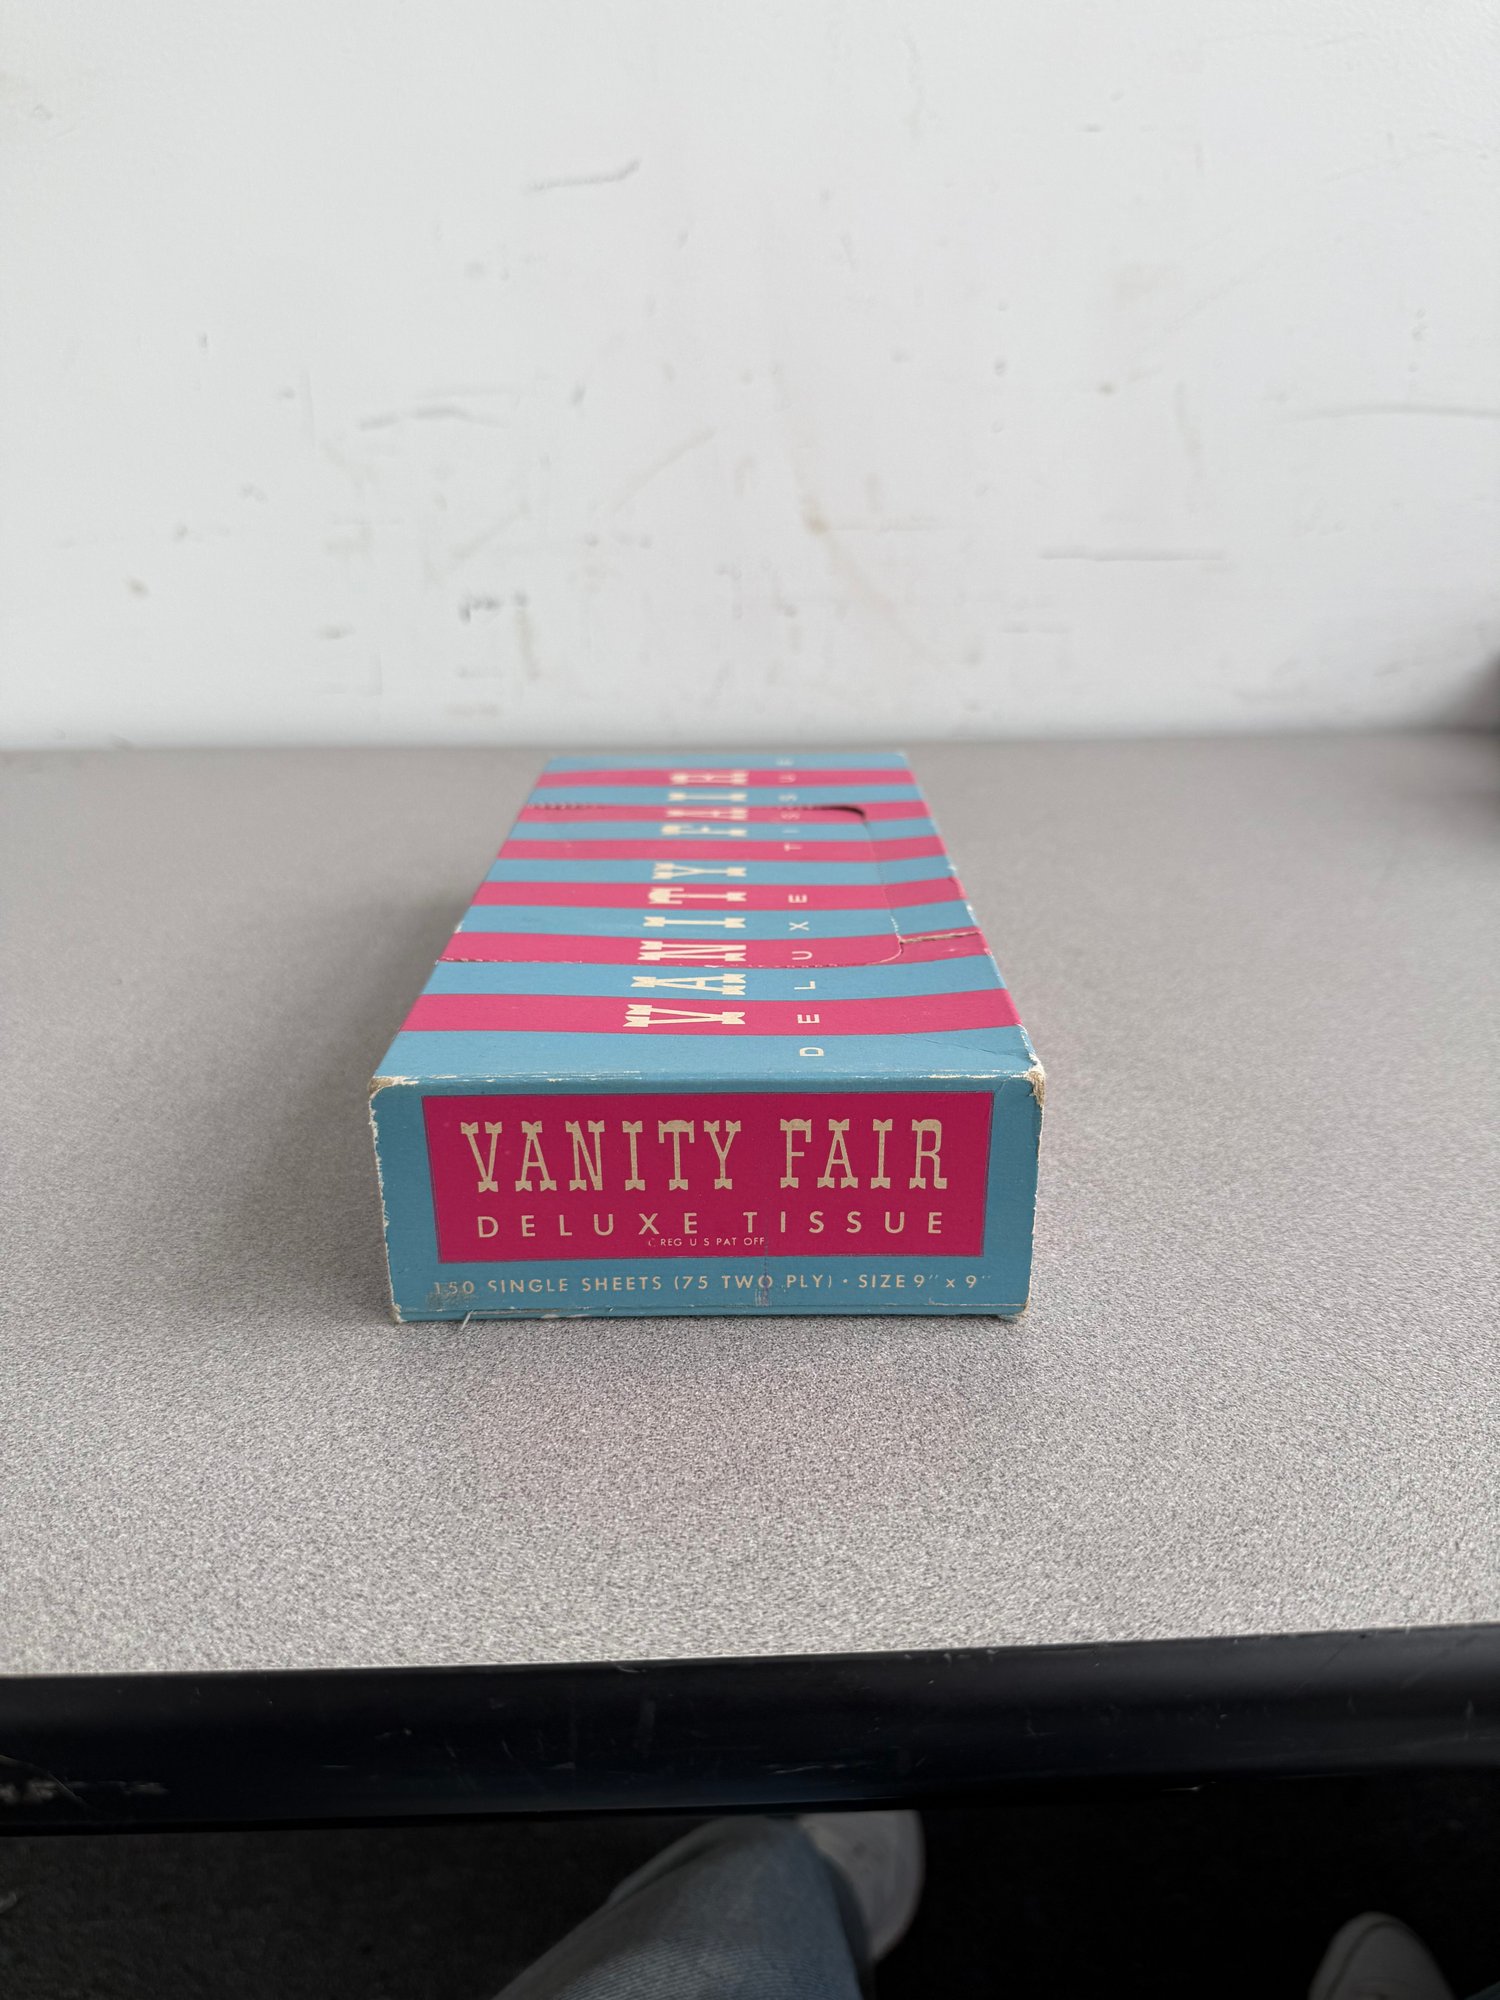 VANITY FAIR
DELUXE TISSUE
VANITY FAIR
DELUXE TISSUE
REG U S PAT OFF
150 SINGLE SHEETS (75 TWO PLY) • SIZE 9" x 9"